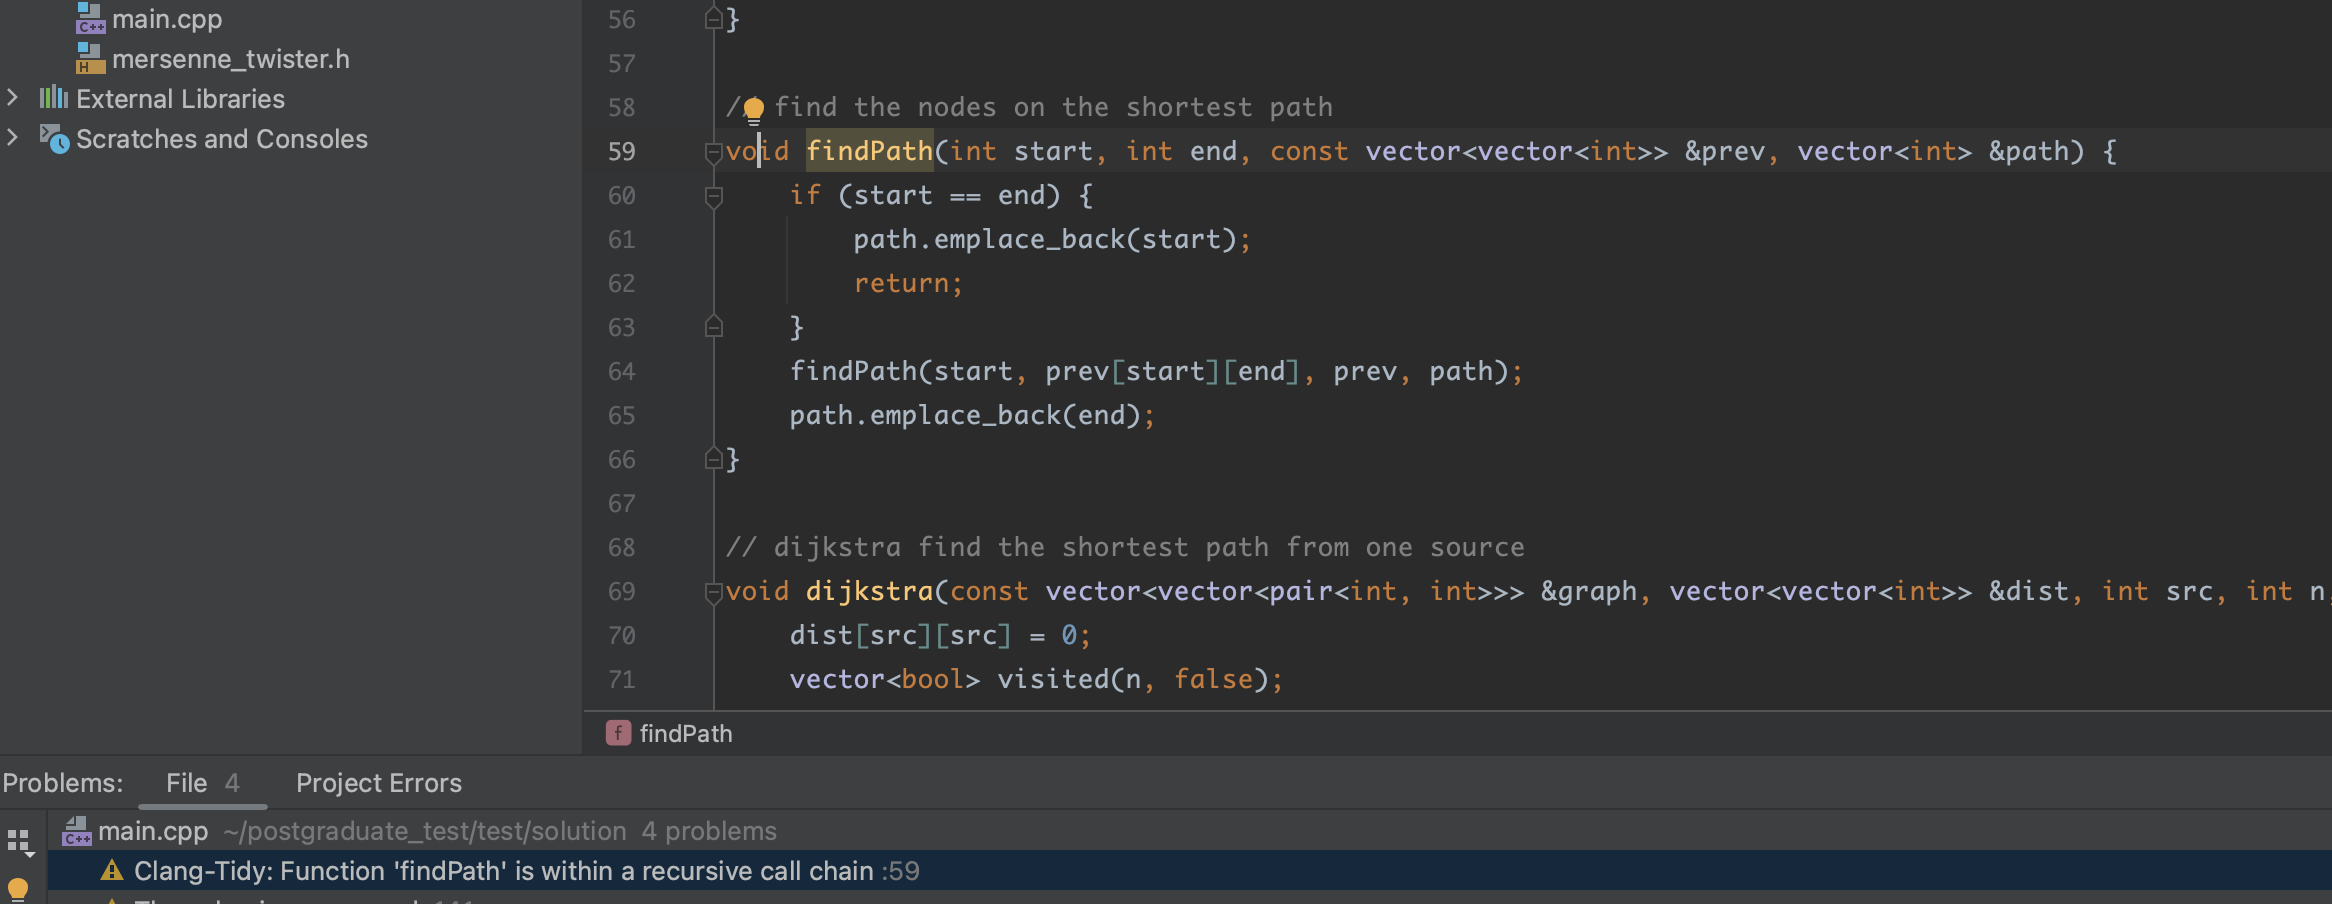 main.cpp
mersenne_twister.h
External Libraries
Scratches and Consoles
56 }
57
58 // find the nodes on the shortest path
59 void findPath(int start, int end, const vector<vector<int>> &prev, vector<int> &path) {
60 if (start == end) {
61 path.emplace_back(start);
62 return;
63 }
64 findPath(start, prev[start][end], prev, path);
65 path.emplace_back(end);
66 }
67
68 // dijkstra find the shortest path from one source
69 void dijkstra(const vector<vector<pair<int, int>>> &graph, vector<vector<int>> &dist, int src, int n,
70 dist[src][src] = 0;
71 vector<bool> visited(n, false);
f findPath
Problems: File 4 Project Errors
main.cpp ~/postgraduate_test/test/solution 4 problems
Clang-Tidy: Function 'findPath' is within a recursive call chain :59